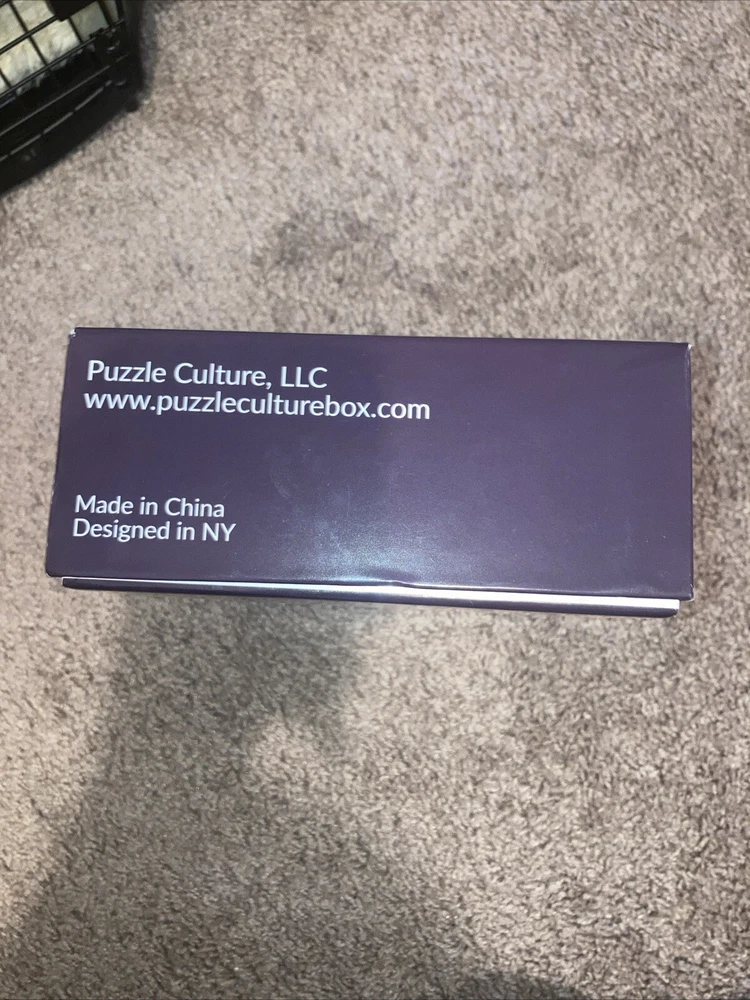 Puzzle Culture, LLC
www.puzzleculturebox.com
Made in China
Designed in NY